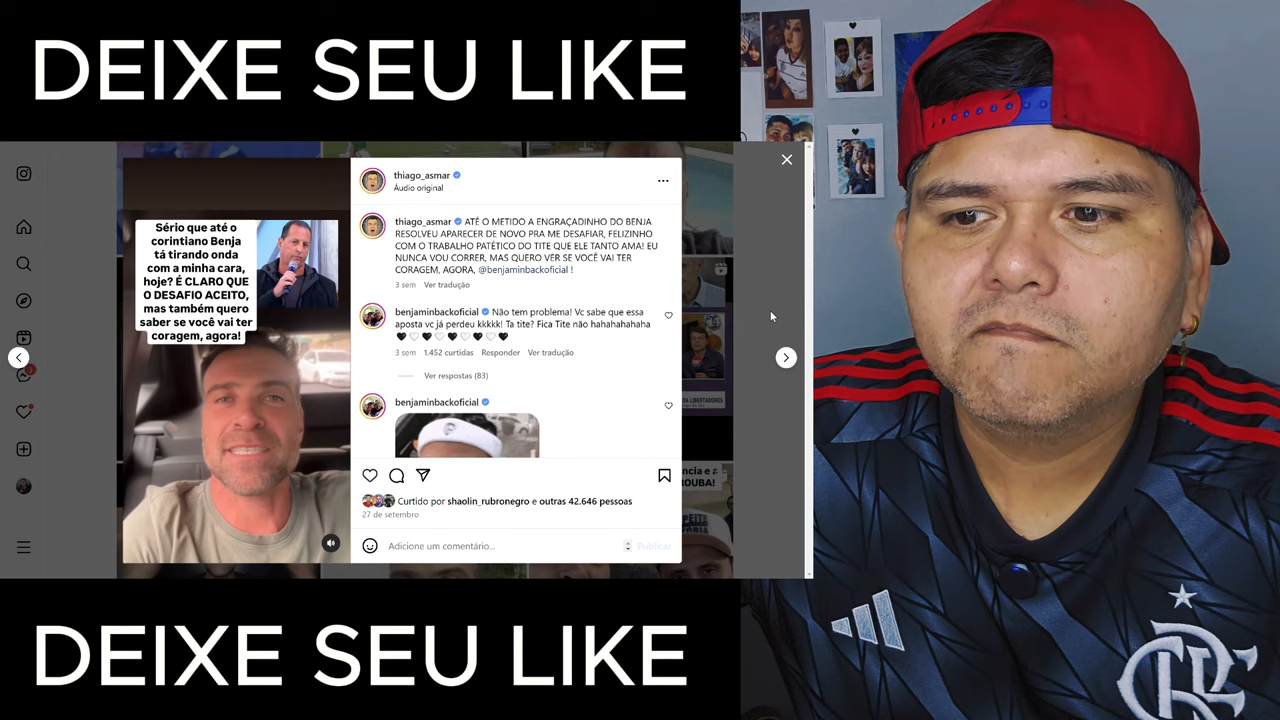 DEIXE SEU LIKE
Sério que até o
corintiano Benja
tá tirando onda
com a minha cara,
hoje? É CLARO QUE
O DESAFIO ACEITO,
mas também quero
saber se você vai ter
coragem, agora!
thiago_asmar
Áudio original
thiago_asmar ATÉ O METIDO A ENGRAÇADINHO DO BENJA
RESOLVEU APARECER DE NOVO PRA ME DESAFIAR, FELIZINHO
COM O TRABALHO PATÉTICO DO TITE QUE ELE TANTO AMA! EU
NUNCA VOU CORRER, MAS QUERO VER SE VOCÊ VAI TER
CORAGEM, AGORA, @benjaminbackoficial !
3 sem Ver tradução
benjaminbackoficial Não tem problema! Vc sabe que essa
aposta vc já perdeu kkkkk! Ta tite? Fica Tite não hahahahahaha
🖤🤍🖤🤍🖤🤍🖤🤍🖤
3 sem 1.452 curtidas Responder Ver tradução
Ver respostas (83)
benjaminbackoficial
Curtido por shaolin_rubronegro e outras 42.646 pessoas
27 de setembro
Adicione um comentário...
Publicar
LIBERTADORES
ncia e a
ROUBA!
DEIXE SEU LIKE
CRF